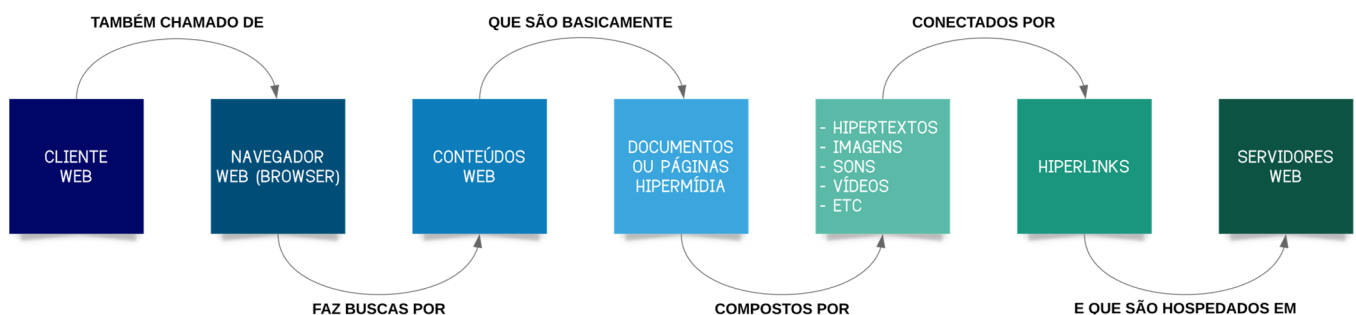 TAMBÉM CHAMADO DE
QUE SÃO BASICAMENTE
CONECTADOS POR
CLIENTE
WEB
NAVEGADOR
WEB (BROWSER)
CONTEÚDOS
WEB
DOCUMENTOS
OU PÁGINAS
HIPERMÍDIA
- HIPERTEXTOS
- IMAGENS
- SONS
- VÍDEOS
- ETC
HIPERLINKS
SERVIDORES
WEB
FAZ BUSCAS POR
COMPOSTOS POR
E QUE SÃO HOSPEDADOS EM